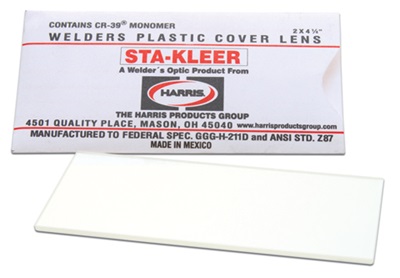 CONTAINS CR-39® MONOMER
WELDERS PLASTIC COVER LENS 2 X 4 ¼"
STA-KLEER
A Welder's Optic Product From
HARRIS
THE HARRIS PRODUCTS GROUP
4501 QUALITY PLACE, MASON, OH 45040 www.harrisproductsgroup.com
MANUFACTURED TO FEDERAL SPEC. GGG-H-211D and ANSI STD. Z87
MADE IN MEXICO